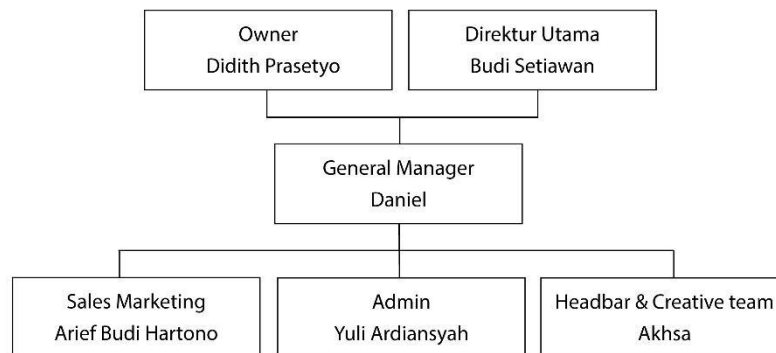 Owner
Didith Prasetyo
Direktur Utama
Budi Setiawan
General Manager
Daniel
Sales Marketing
Arief Budi Hartono
Admin
Yuli Ardiansyah
Headbar & Creative team
Akhsa